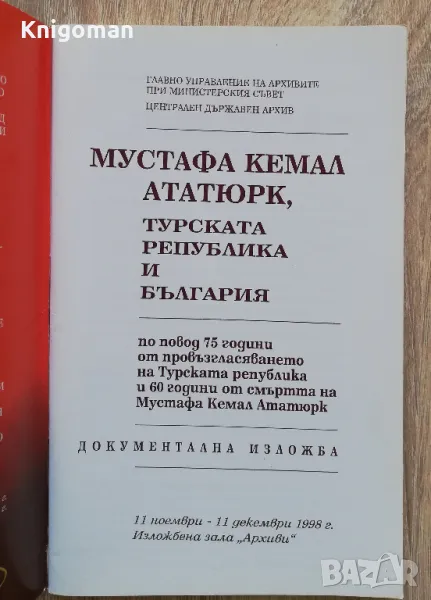 Knigoman
ГЛАВНО УПРАВЛЕНИЕ НА АРХИВИТЕ
ПРИ МИНИСТЕРСКИЯ СЪВЕТ
ЦЕНТРАЛЕН ДЪРЖАВЕН АРХИВ
МУСТАФА КЕМАЛ
АТАТЮРК,
ТУРСКАТА
РЕПУБЛИКА
И
БЪЛГАРИЯ
по повод 75 години
от провъзгласяването
на Турската република
и 60 години от смъртта на
Мустафа Кемал Ататюрк
ДОКУМЕНТАЛНА ИЗЛОЖБА
11 ноември - 11 декември 1998 г.
Изложбена зала „Архиви"
BAZAR